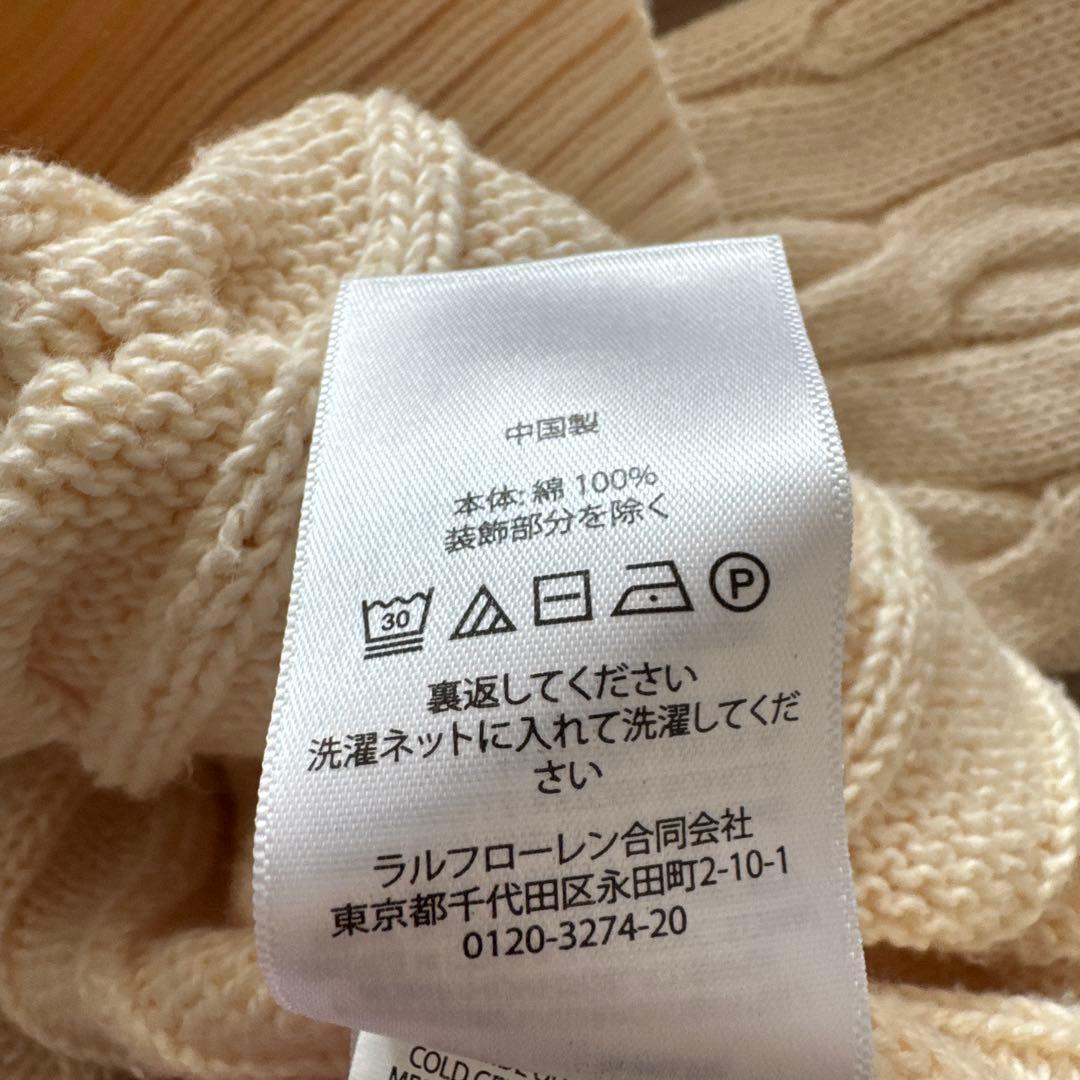 中国製
本体: 綿 100%
装飾部分を除く
30
P
裏返してください
洗濯ネットに入れて洗濯してくだ
さい
ラルフローレン合同会社
東京都千代田区永田町2-10-1
0120-3274-20
COLD